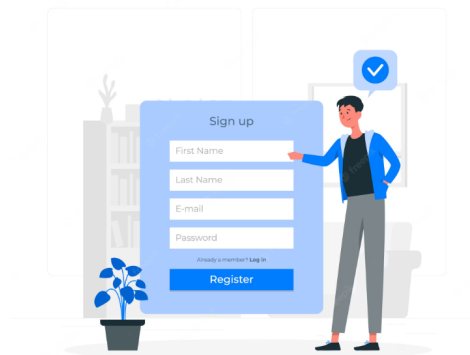 Sign up
First Name
Last Name
E-mail
Password
Already a member? Log in
Register